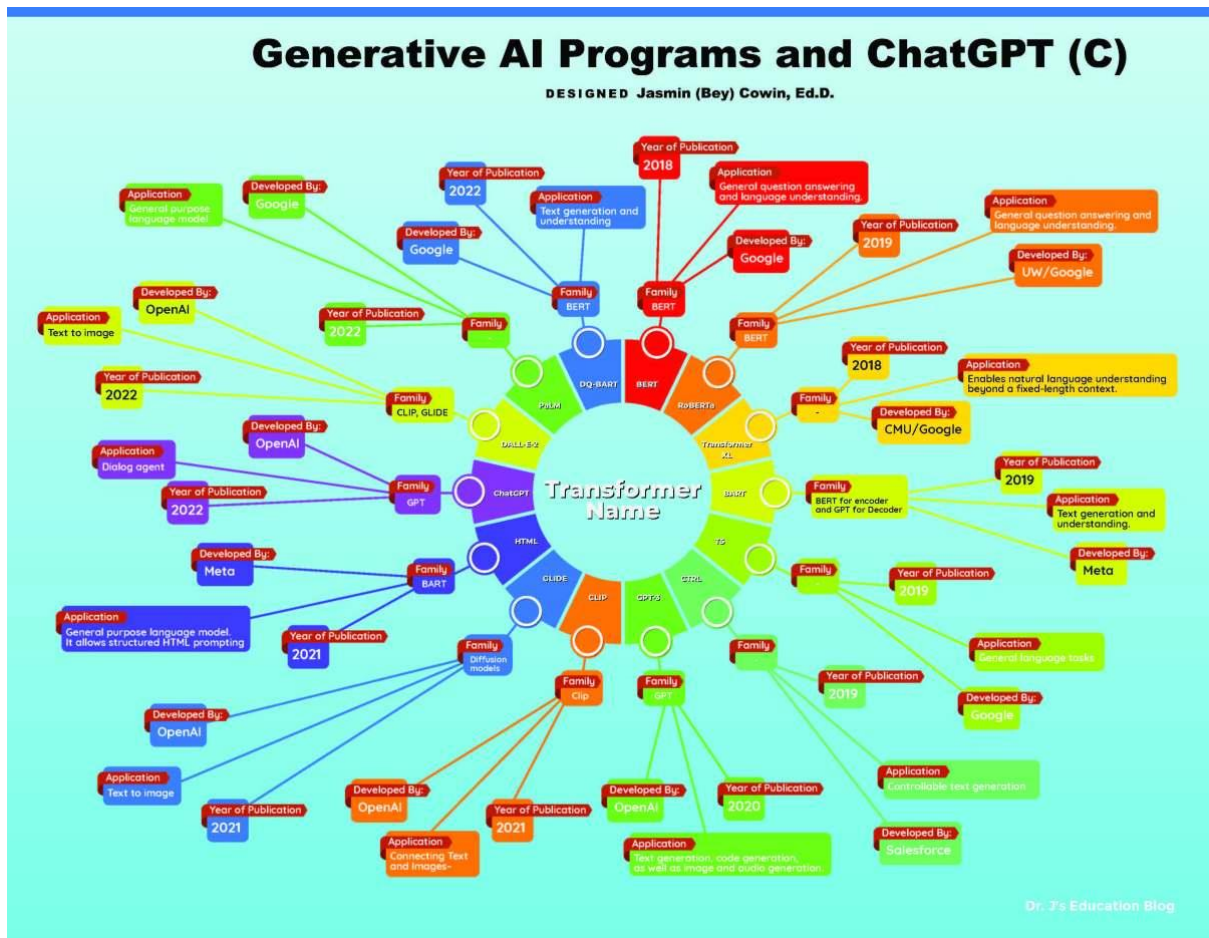 Generative AI Programs and ChatGPT (C)
DESIGNED Jasmin (Bey) Cowin, Ed.D.
Transformer
Name
BERT
Family
BERT
Year of Publication
2018
Application
General question answering
and language understanding.
Developed By:
Google
RoBERTa
Family
BERT
Year of Publication
2019
Application
General question answering and
language understanding.
Developed By:
UW/Google
Transformer
XL
Family
-
Year of Publication
2018
Application
Enables natural language understanding
beyond a fixed-length context.
Developed By:
CMU/Google
BART
Family
BERT for encoder
and GPT for Decoder
Year of Publication
2019
Application
Text generation and
understanding.
Developed By:
Meta
Family
-
Year of Publication
2019
Application
General language tasks
Developed By:
Google
CTRL
Family
Year of Publication
2019
Application
Controllable text generation
Developed By:
Salesforce
GPT-3
Family
GPT
Developed By:
OpenAI
Year of Publication
2020
Application
Text generation, code generation,
as well as image and audio generation
CLIP
Family
Clip
Developed By:
OpenAI
Application
Connecting Text
and Images-
Year of Publication
2021
GLIDE
Family
Diffusion
models
Developed By:
OpenAI
Application
Text to image
Year of Publication
2021
HTML
Family
BART
Developed By:
Meta
Application
General purpose language model.
It allows structured HTML prompting
Year of Publication
2021
ChatGPT
Family
GPT
Developed By:
OpenAI
Application
Dialog agent
Year of Publication
2022
DALL-E-2
Family
CLIP, GLIDE
Developed By:
OpenAI
Application
Text to image
Year of Publication
2022
Family
Application
General purpose
language model
Developed By:
Google
Year of Publication
2022
DQ-BART
Family
BERT
Year of Publication
2022
Application
Text generation and
understanding
Developed By:
Google
Dr. J's Education Blog